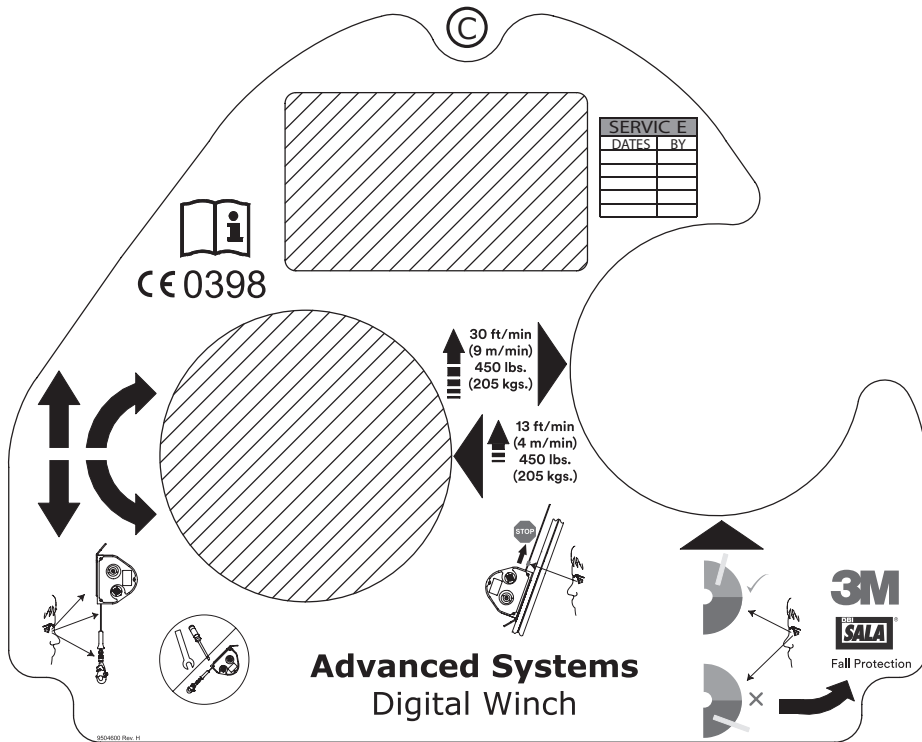 C
SERVIC E
DATES BY
i
CE 0398
30 ft/min
(9 m/min)
450 lbs.
(205 kgs.)
13 ft/min
(4 m/min)
450 lbs.
(205 kgs.)
STOP
3M
DBI
SALA®
Fall Protection
Advanced Systems
Digital Winch
9504600 Rev. H